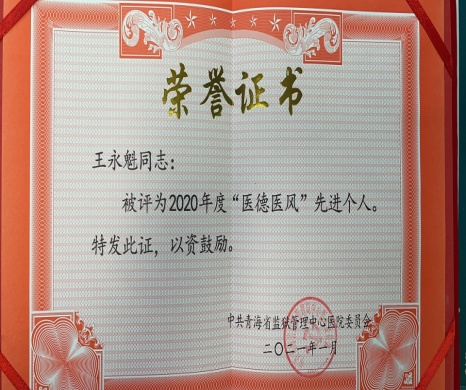 荣誉证书
王永魁同志：
被评为2020年度“医德医风”先进个人。
特发此证，以资鼓励。
中共青海省监狱管理中心医院委员会
二〇二一年一月